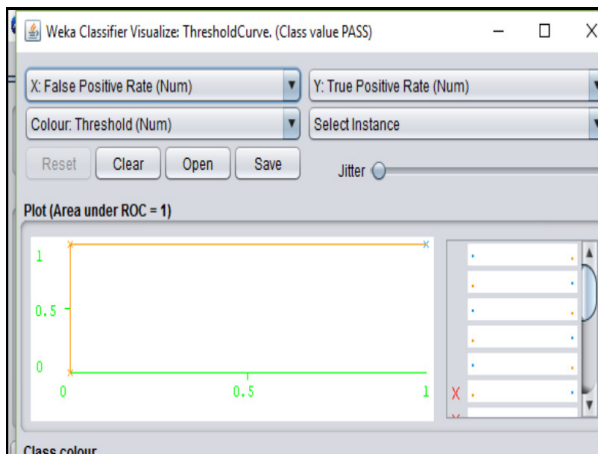 Weka Classifier Visualize: ThresholdCurve. (Class value PASS)
X: False Positive Rate (Num) Y: True Positive Rate (Num)
Colour: Threshold (Num) Select Instance
Reset Clear Open Save Jitter
Plot (Area under ROC = 1)
1
0.5
0
0 0.5 1
X
Class colour